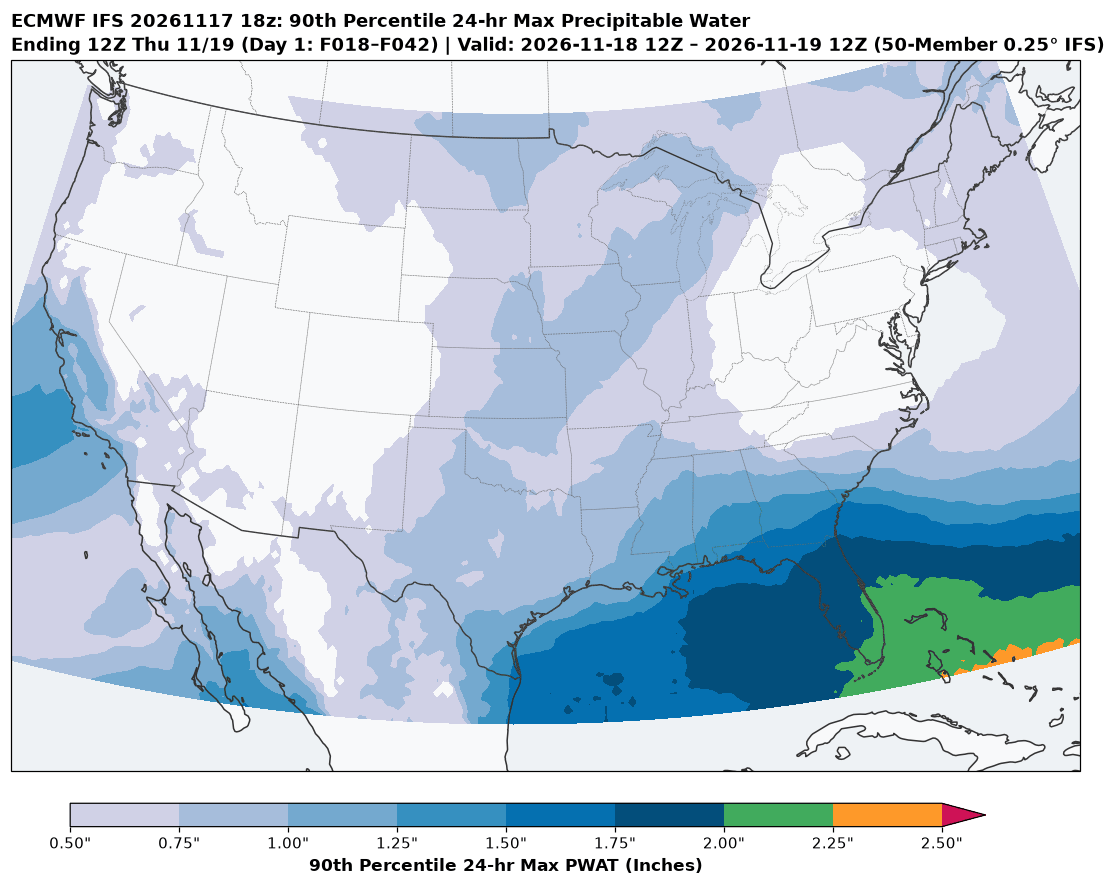 ECMWF IFS 20261117 18z: 90th Percentile 24-hr Max Precipitable Water
Ending 12Z Thu 11/19 (Day 1: F018–F042) | Valid: 2026-11-18 12Z – 2026-11-19 12Z (50-Member 0.25° IFS)
0.50" 0.75" 1.00" 1.25" 1.50" 1.75" 2.00" 2.25" 2.50"
90th Percentile 24-hr Max PWAT (Inches)